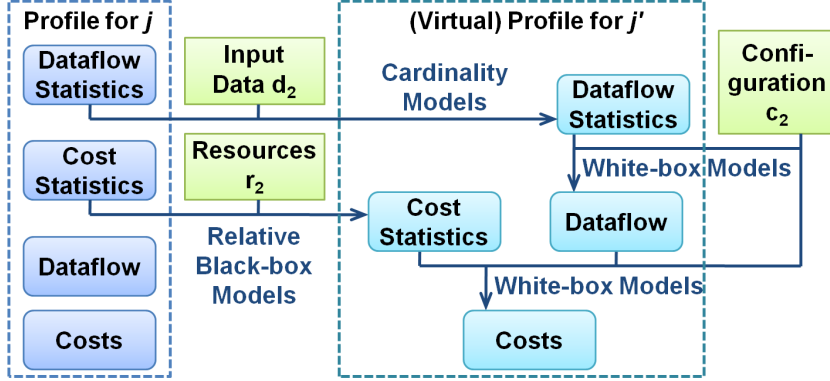 Profile for j
(Virtual) Profile for j'
Dataflow
Statistics
Input
Data d2
Cardinality
Models
Dataflow
Statistics
Confi-
guration
c2
Cost
Statistics
Resources
r2
White-box Models
Relative
Black-box
Models
Cost
Statistics
Dataflow
Dataflow
White-box Models
Costs
Costs